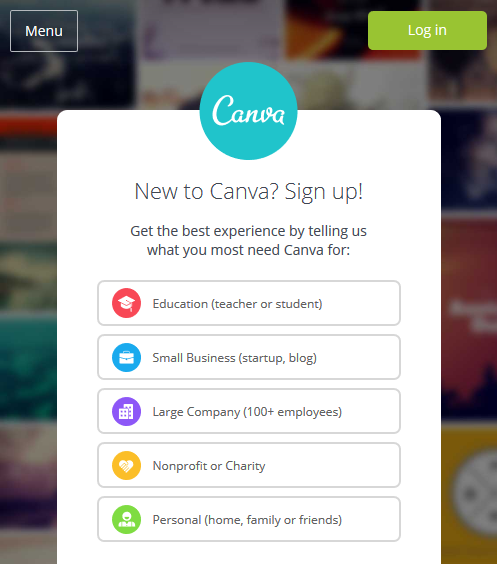 Menu
Log in
Canva
New to Canva? Sign up!
Get the best experience by telling us
what you most need Canva for:
Education (teacher or student)
Small Business (startup, blog)
Large Company (100+ employees)
Nonprofit or Charity
Personal (home, family or friends)